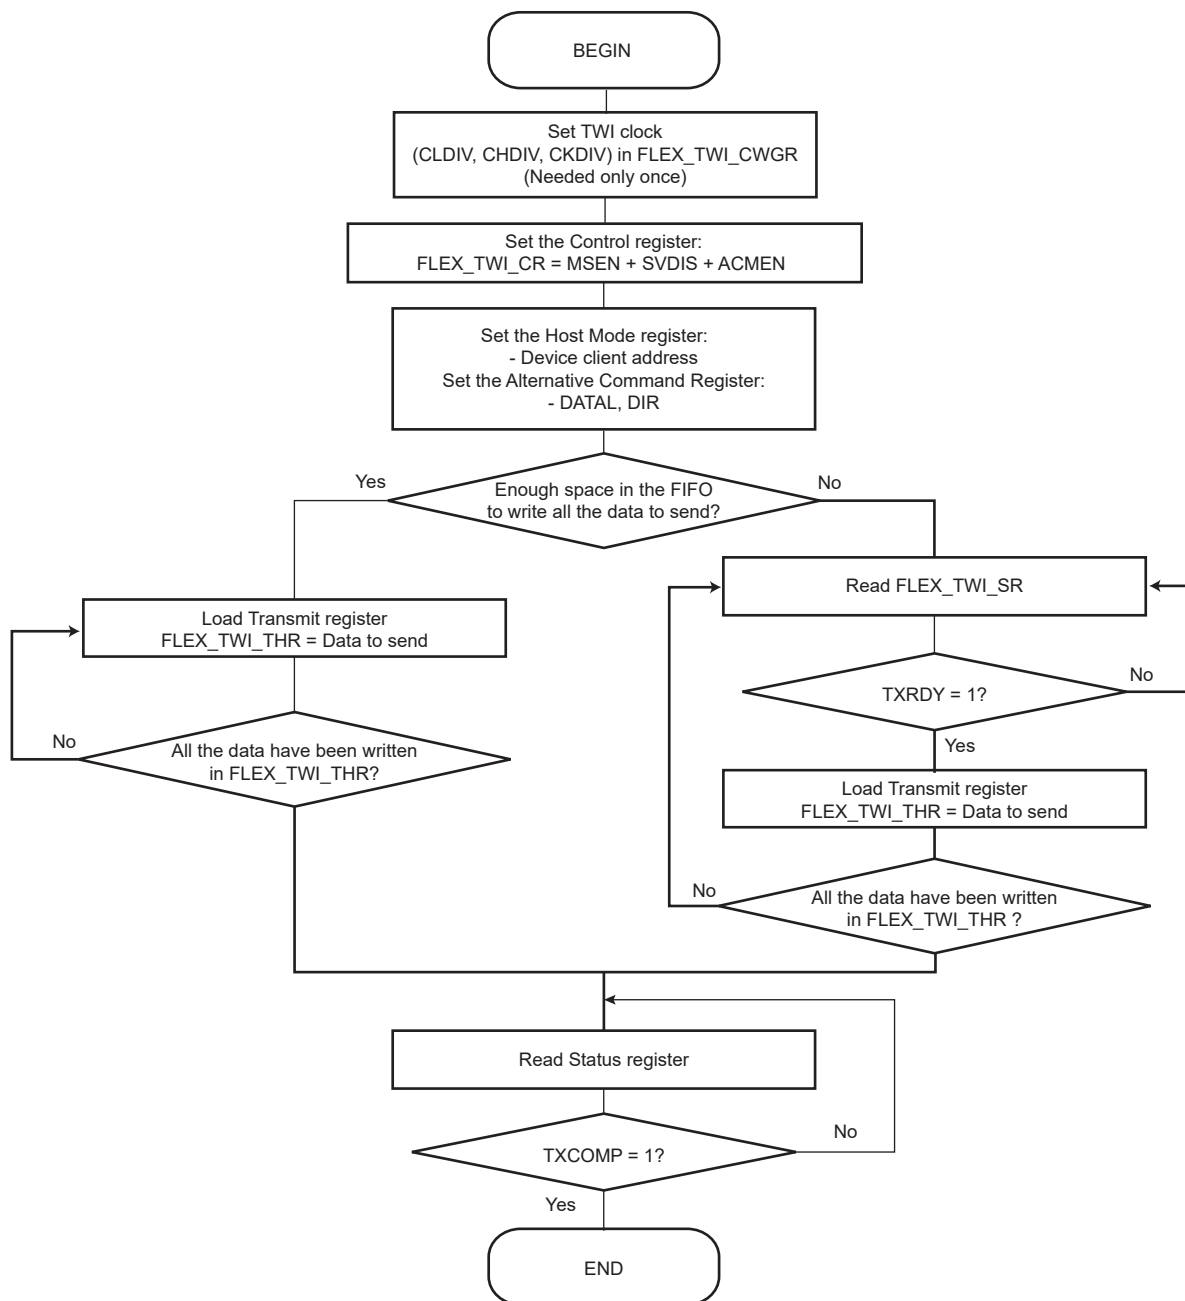 BEGIN
Set TWI clock
(CLDIV, CHDIV, CKDIV) in FLEX_TWI_CWGR
(Needed only once)
Set the Control register:
FLEX_TWI_CR = MSEN + SVDIS + ACMEN
Set the Host Mode register:
- Device client address
Set the Alternative Command Register:
- DATAL, DIR
Yes
Enough space in the FIFO
to write all the data to send?
No
Load Transmit register
FLEX_TWI_THR = Data to send
No
All the data have been written
in FLEX_TWI_THR?
Read FLEX_TWI_SR
TXRDY = 1?
No
Yes
Load Transmit register
FLEX_TWI_THR = Data to send
No
All the data have been written
in FLEX_TWI_THR ?
Read Status register
TXCOMP = 1?
No
Yes
END